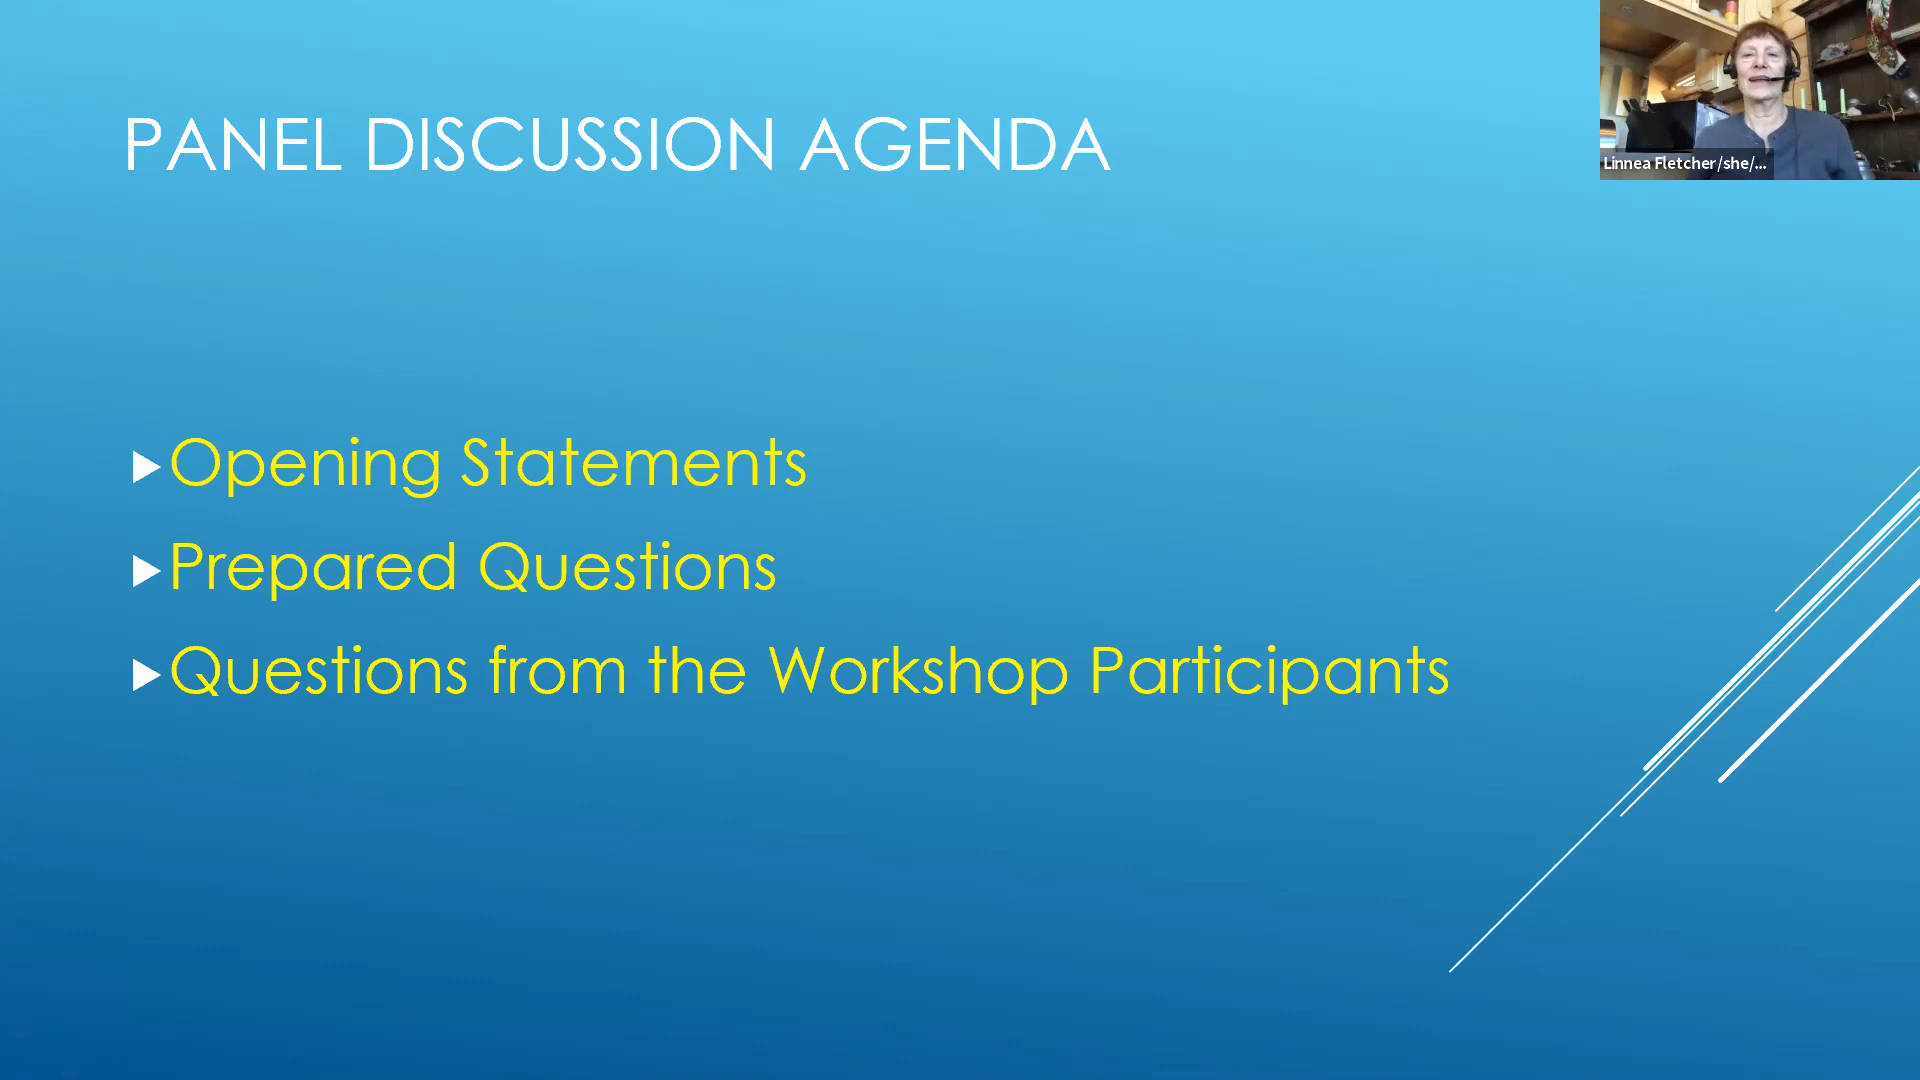 PANEL DISCUSSION AGENDA
Linnea Fletcher/she/...
Opening Statements
Prepared Questions
Questions from the Workshop Participants